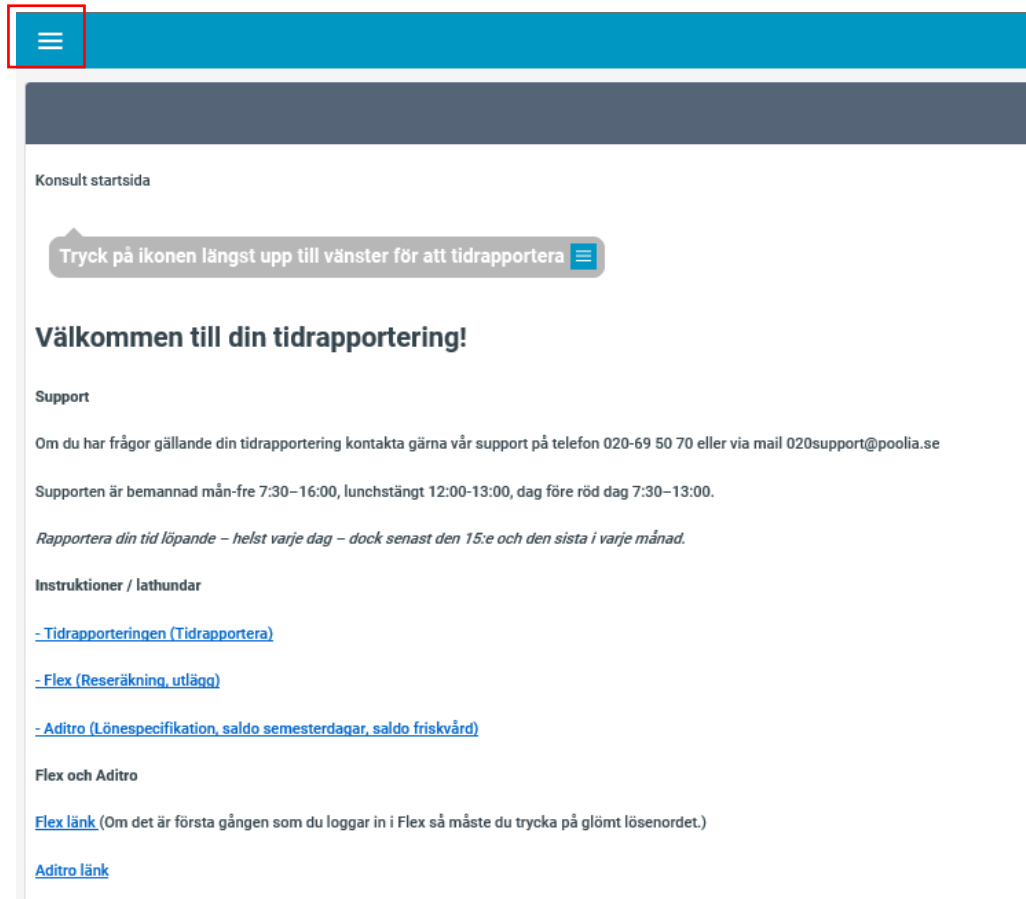 Konsult startsida
Tryck på ikonen längst upp till vänster för att tidrapportera
Välkommen till din tidrapportering!
Support
Om du har frågor gällande din tidrapportering kontakta gärna vår support på telefon 020-69 50 70 eller via mail 020support@poolia.se
Supporten är bemannad mån-fre 7:30–16:00, lunchstängt 12:00-13:00, dag före röd dag 7:30–13:00.
Rapportera din tid löpande – helst varje dag – dock senast den 15:e och den sista i varje månad.
Instruktioner / lathundar
- Tidrapporteringen (Tidrapportera)
- Flex (Reseräkning, utlägg)
- Aditro (Lönespecifikation, saldo semesterdagar, saldo friskvård)
Flex och Aditro
Flex länk (Om det är första gången som du loggar in i Flex så måste du trycka på glömt lösenordet.)
Aditro länk